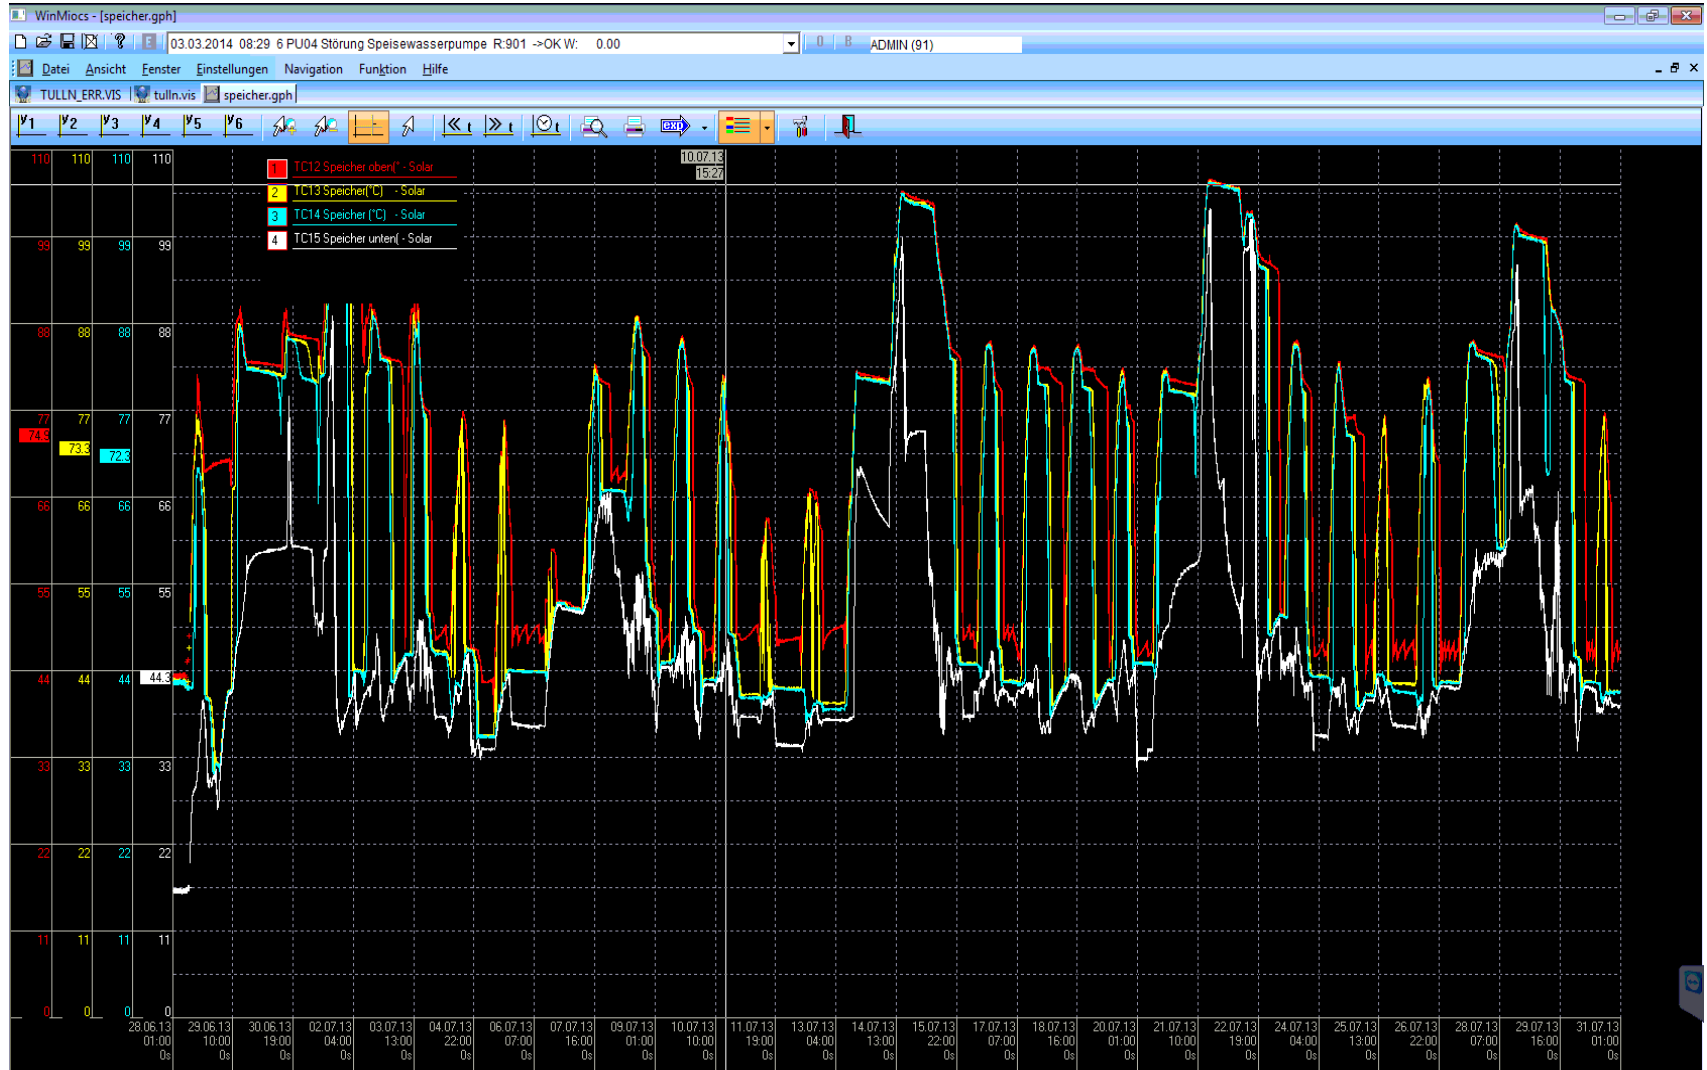 WinMiocs - [speicher.gph]
E 03.03.2014 08:29 6 PU04 Störung Speisewasserpumpe R:901 ->OK W: 0.00 0 B ADMIN (91)
Datei Ansicht Fenster Einstellungen Navigation Funktion Hilfe
TULLN_ERR.VIS tulln.vis speicher.gph
y1 y2 y3 y4 y5 y6 t t t exp
110 110 110 110
1 TC12 Speicher oben(° - Solar
2 TC13 Speicher(°C) - Solar
3 TC14 Speicher (°C) - Solar
4 TC15 Speicher unten( - Solar
10.07.13
15:27
99 99 99 99
88 88 88 88
77 77 77 77
74.9 73.3 72.3
66 66 66 66
55 55 55 55
44 44 44 44.3
33 33 33 33
22 22 22 22
11 11 11 11
0 0 0 0
28.06.13 29.06.13 30.06.13 02.07.13 03.07.13 04.07.13 06.07.13 07.07.13 09.07.13 10.07.13 11.07.13 13.07.13 14.07.13 15.07.13 17.07.13 18.07.13 20.07.13 21.07.13 22.07.13 24.07.13 25.07.13 26.07.13 28.07.13 29.07.13 31.07.13
01:00 10:00 19:00 04:00 13:00 22:00 07:00 16:00 01:00 10:00 19:00 04:00 13:00 22:00 07:00 16:00 01:00 10:00 19:00 04:00 13:00 22:00 07:00 16:00 01:00
0s 0s 0s 0s 0s 0s 0s 0s 0s 0s 0s 0s 0s 0s 0s 0s 0s 0s 0s 0s 0s 0s 0s 0s 0s